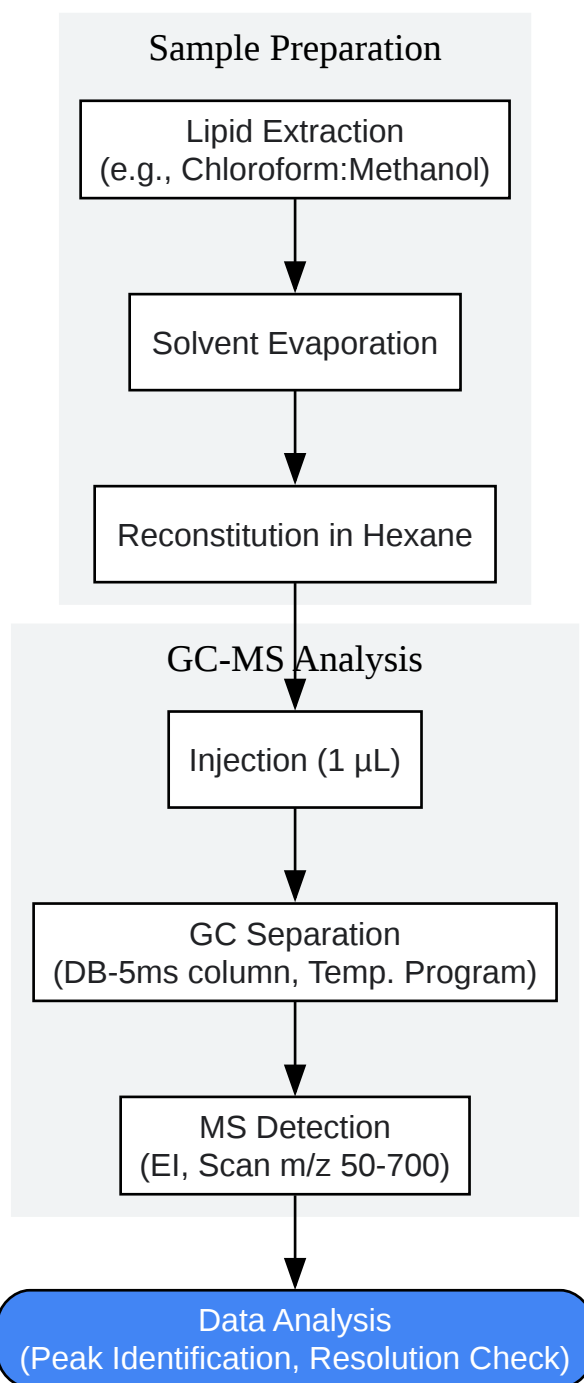 Sample Preparation
Lipid Extraction
(e.g., Chloroform:Methanol)
Solvent Evaporation
Reconstitution in Hexane
GC-MS Analysis
Injection (1 µL)
GC Separation
(DB-5ms column, Temp. Program)
MS Detection
(EI, Scan m/z 50-700)
Data Analysis
(Peak Identification, Resolution Check)